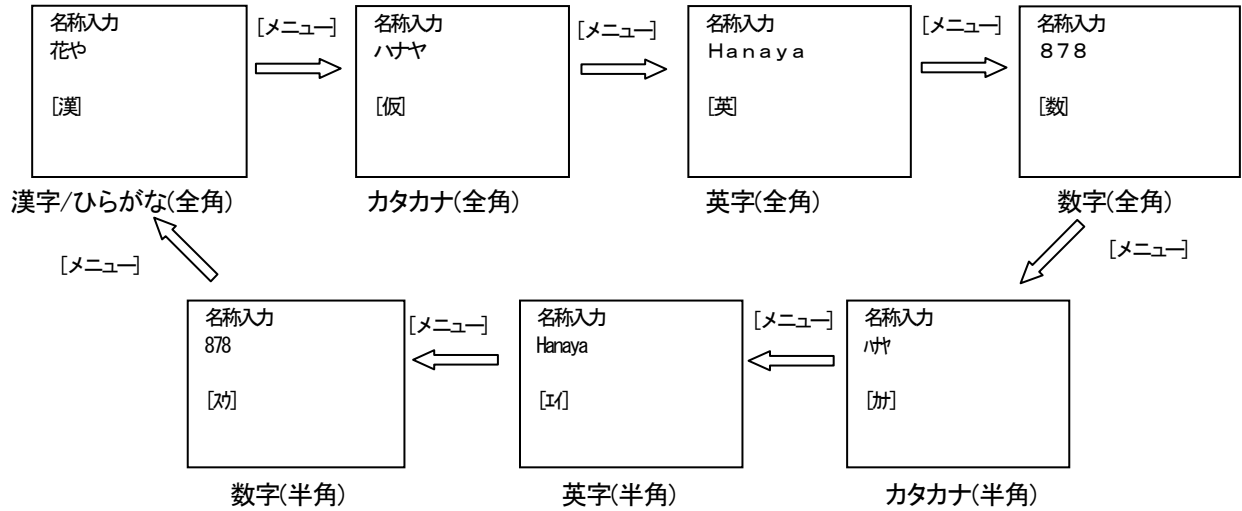 名称入力
花や
[漢]
漢字/ひらがな(全角)
[メニュー]
名称入力
ハナヤ
[仮]
カタカナ(全角)
[メニュー]
名称入力
Ｈａｎａｙａ
[英]
英字(全角)
[メニュー]
名称入力
８７８
[数]
数字(全角)
[メニュー]
名称入力
ﾊﾅﾔ
[ｶﾅ]
カタカナ(半角)
[メニュー]
名称入力
Hanaya
[ｴｲ]
英字(半角)
[メニュー]
名称入力
878
[ｽｳ]
数字(半角)
[メニュー]